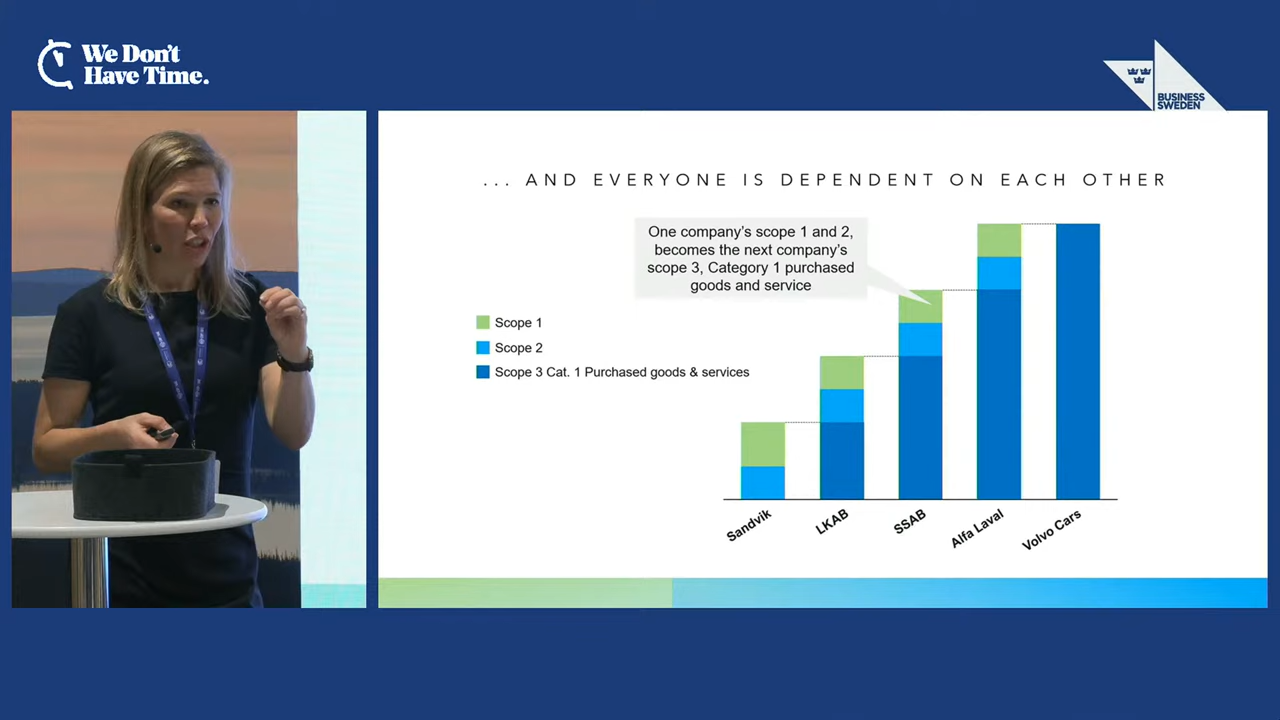 We Don't
Have Time.
BUSINESS
SWEDEN
... AND EVERYONE IS DEPENDENT ON EACH OTHER
One company's scope 1 and 2,
becomes the next company's
scope 3, Category 1 purchased
goods and service
Scope 1
Scope 2
Scope 3 Cat. 1 Purchased goods & services
Sandvik
LKAB
SSAB
Alfa Laval
Volvo Cars